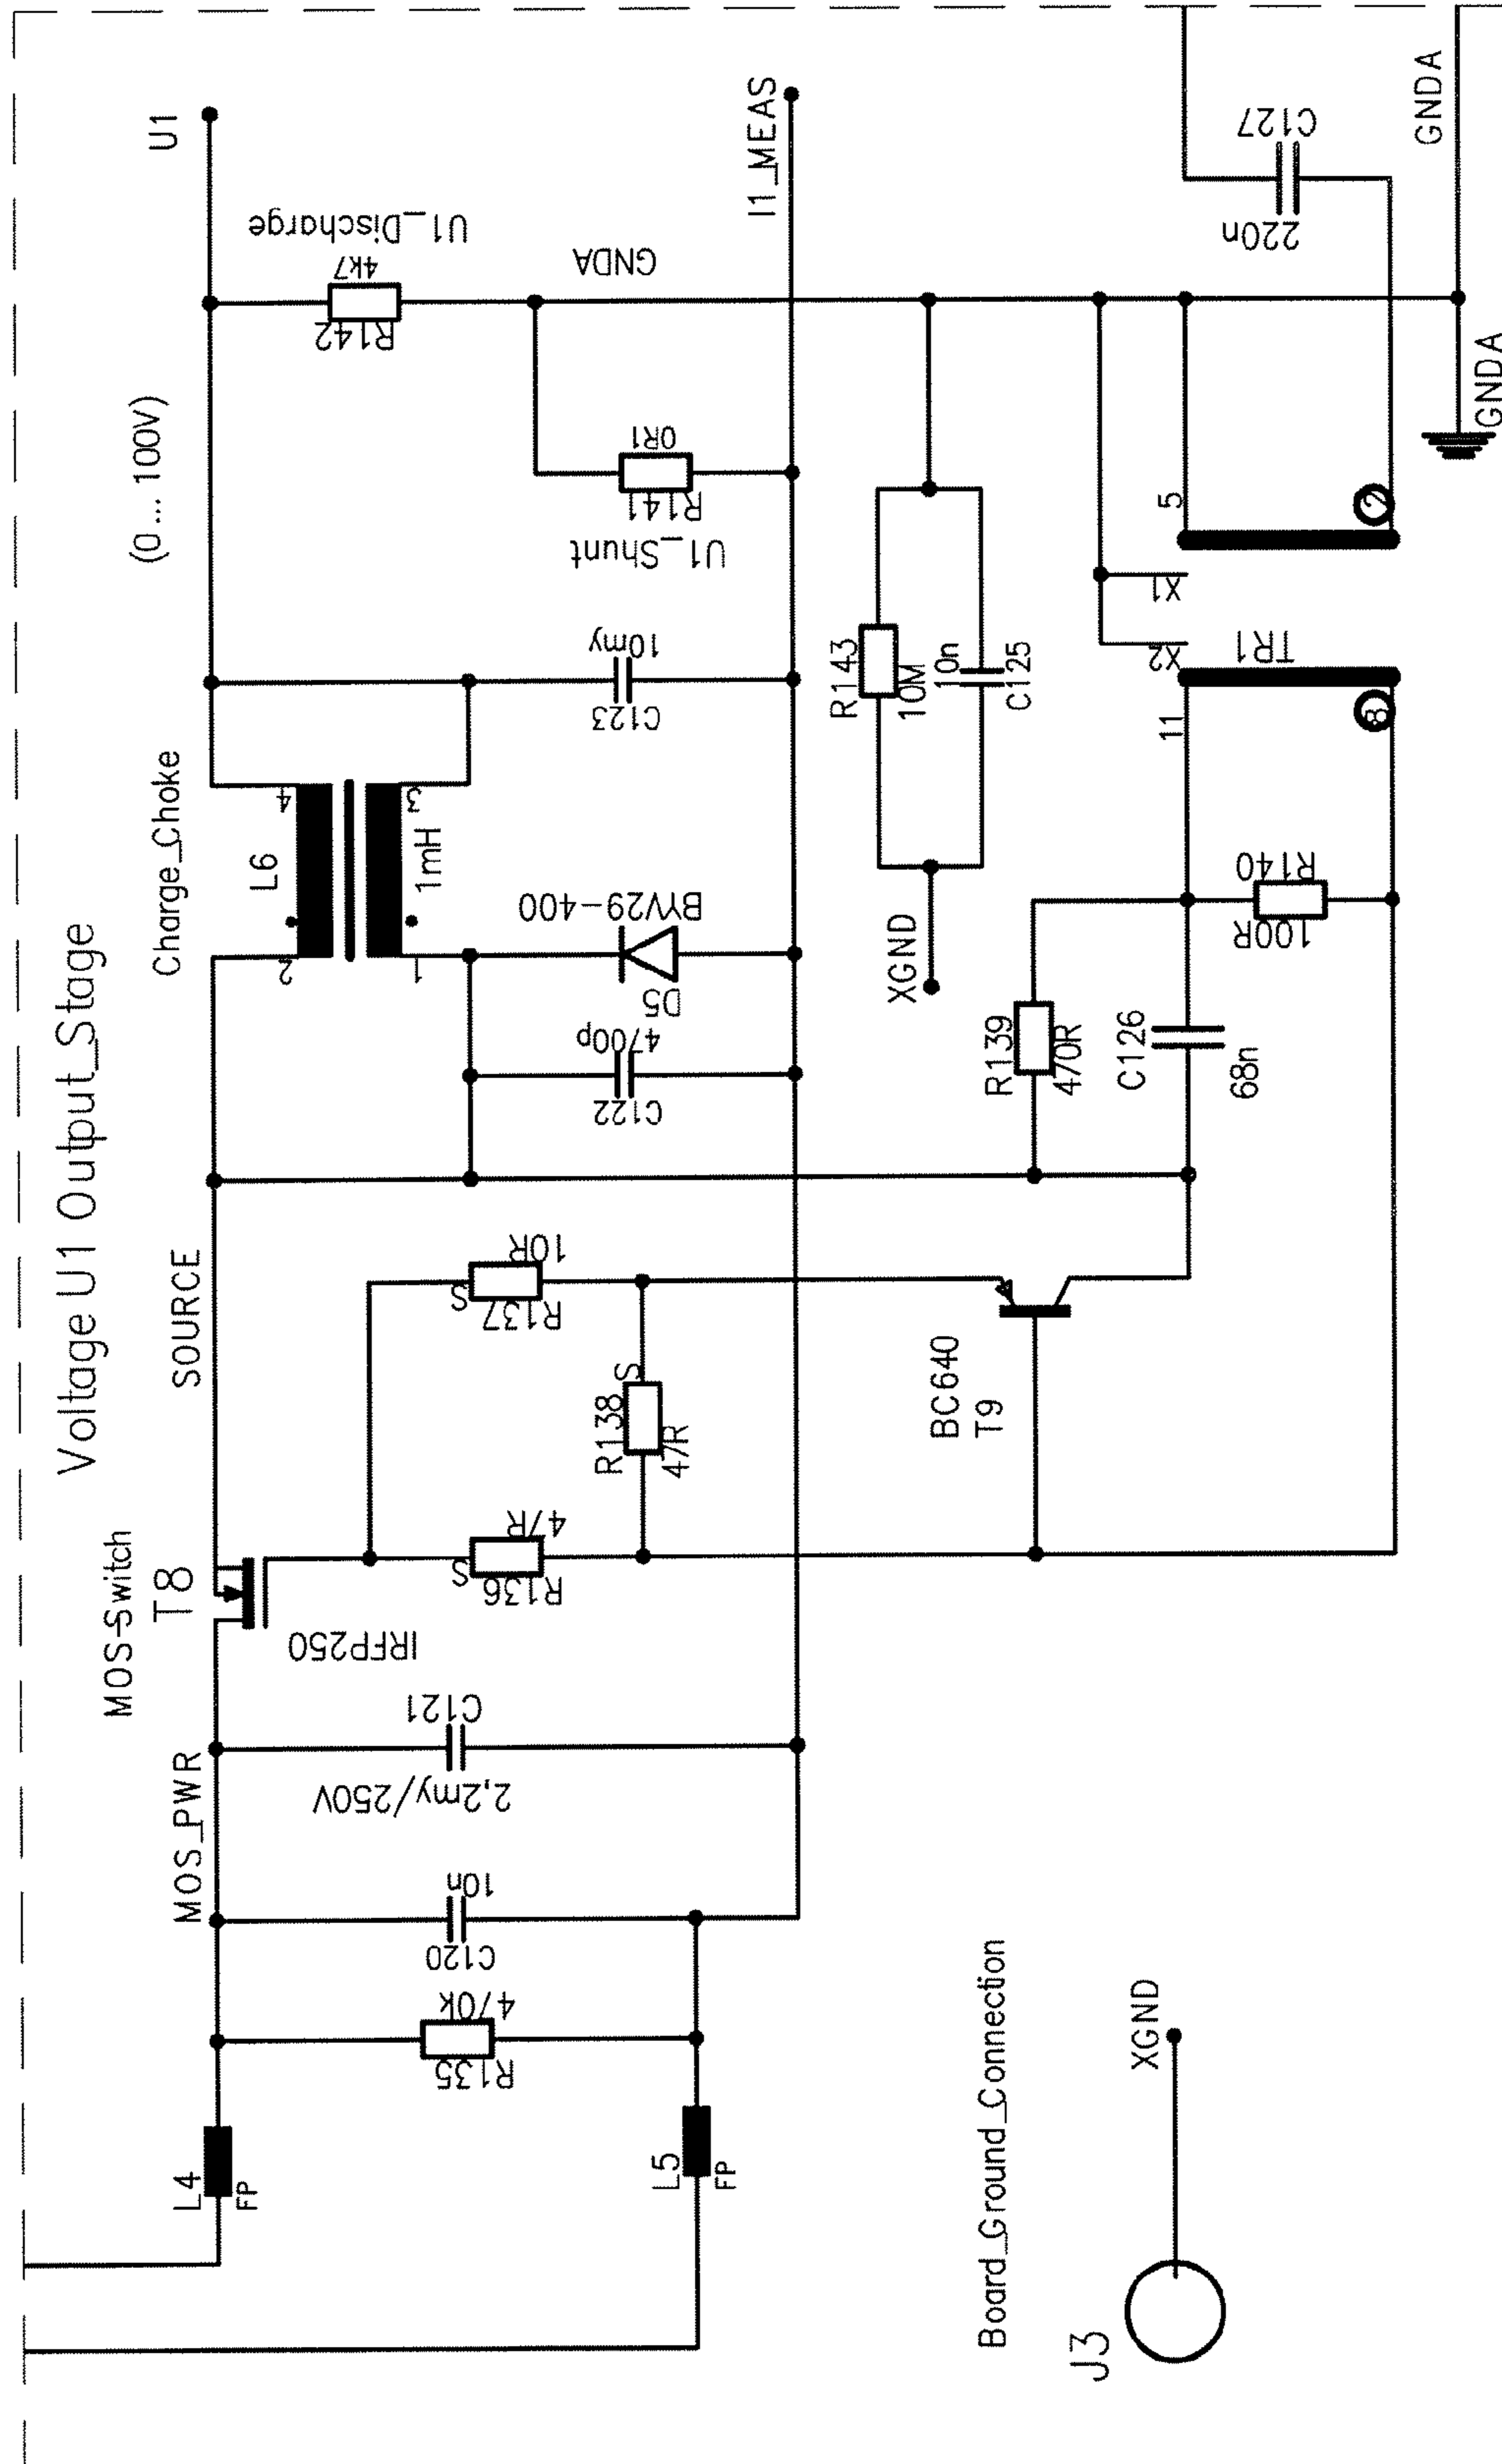 Voltage U1 Output_Stage
MOS-Switch
T8
IRFP250
SOURCE
Charge_Choke
L6
1mH
2
4
1
3
(0 ... 100V)
U1
L4
FP
MOS_PWR
R135
470k
C120
10n
C121
2,2my/250V
L5
FP
S
R136
47R
S
R137
10R
R138
47R
S
C122
4700p
D5
BYV29-400
C123
10my
U1_Shunt
R141
0R1
R142
4k7
U1_Discharge
GNDA
I1_MEAS
BC640
T9
XGND
R143
10M
10n
C125
R139
470R
C126
68n
R140
100R
11
8
X2
X1
TR1
5
2
220n
C127
GNDA
GNDA
Board_Ground_Connection
J3
XGND